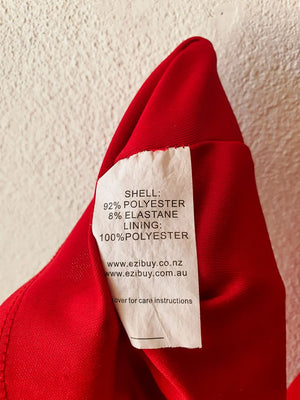 SHELL:
92% POLYESTER
8% ELASTANE
LINING:
100%POLYESTER
www.ezibuy.co.nz
www.ezibuy.com.au
over for care instructions